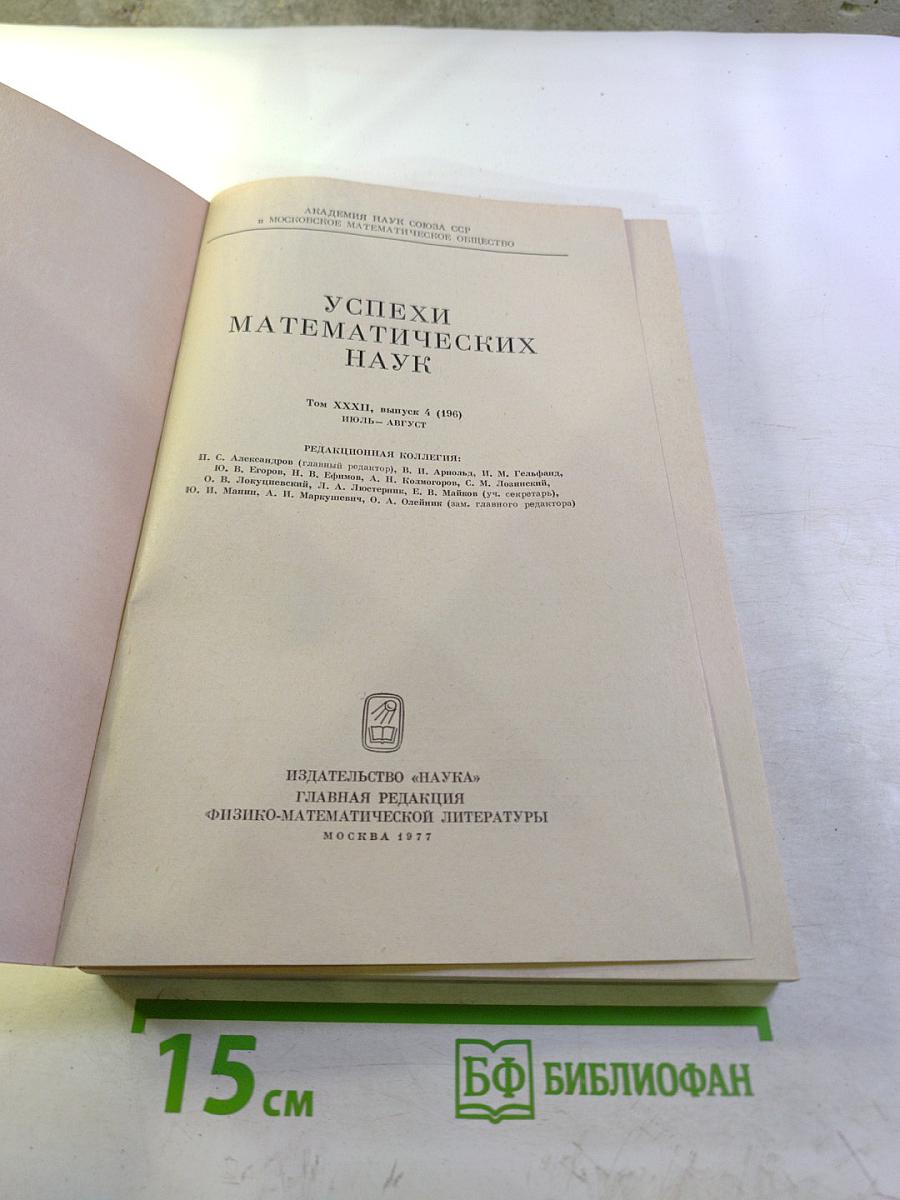 АКАДЕМИЯ НАУК СОЮЗА ССР
и МОСКОВСКОЕ МАТЕМАТИЧЕСКОЕ ОБЩЕСТВО
УСПЕХИ
МАТЕМАТИЧЕСКИХ
НАУК
Том XXXII, выпуск 4 (196)
ИЮЛЬ — АВГУСТ
РЕДАКЦИОННАЯ КОЛЛЕГИЯ:
П. С. Александров (главный редактор), В. И. Арнольд, И. М. Гельфанд,
Ю. В. Егоров, Н. В. Ефимов, А. Н. Колмогоров, С. М. Лозинский,
О. В. Локуциевский, Л. А. Люстерник, Е. В. Майков (уч. секретарь),
Ю. И. Манин, А. И. Маркушевич, О. А. Олейник (зам. главного редактора)
ИЗДАТЕЛЬСТВО «НАУКА»
ГЛАВНАЯ РЕДАКЦИЯ
ФИЗИКО-МАТЕМАТИЧЕСКОЙ ЛИТЕРАТУРЫ
МОСКВА 1977
15 см
БФ БИБЛИОФАН